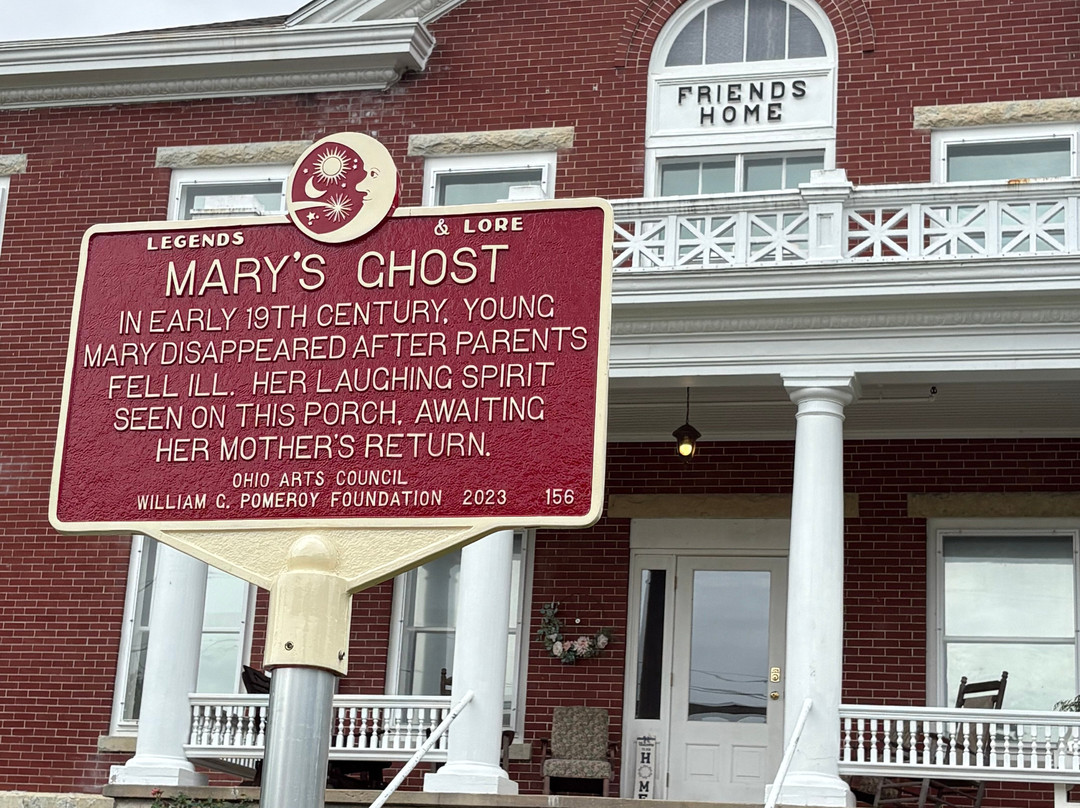 FRIENDS
HOME
LEGENDS & LORE
MARY'S GHOST
IN EARLY 19TH CENTURY, YOUNG
MARY DISAPPEARED AFTER PARENTS
FELL ILL. HER LAUGHING SPIRIT
SEEN ON THIS PORCH, AWAITING
HER MOTHER'S RETURN.
OHIO ARTS COUNCIL
WILLIAM G. POMEROY FOUNDATION 2023 156
HOME